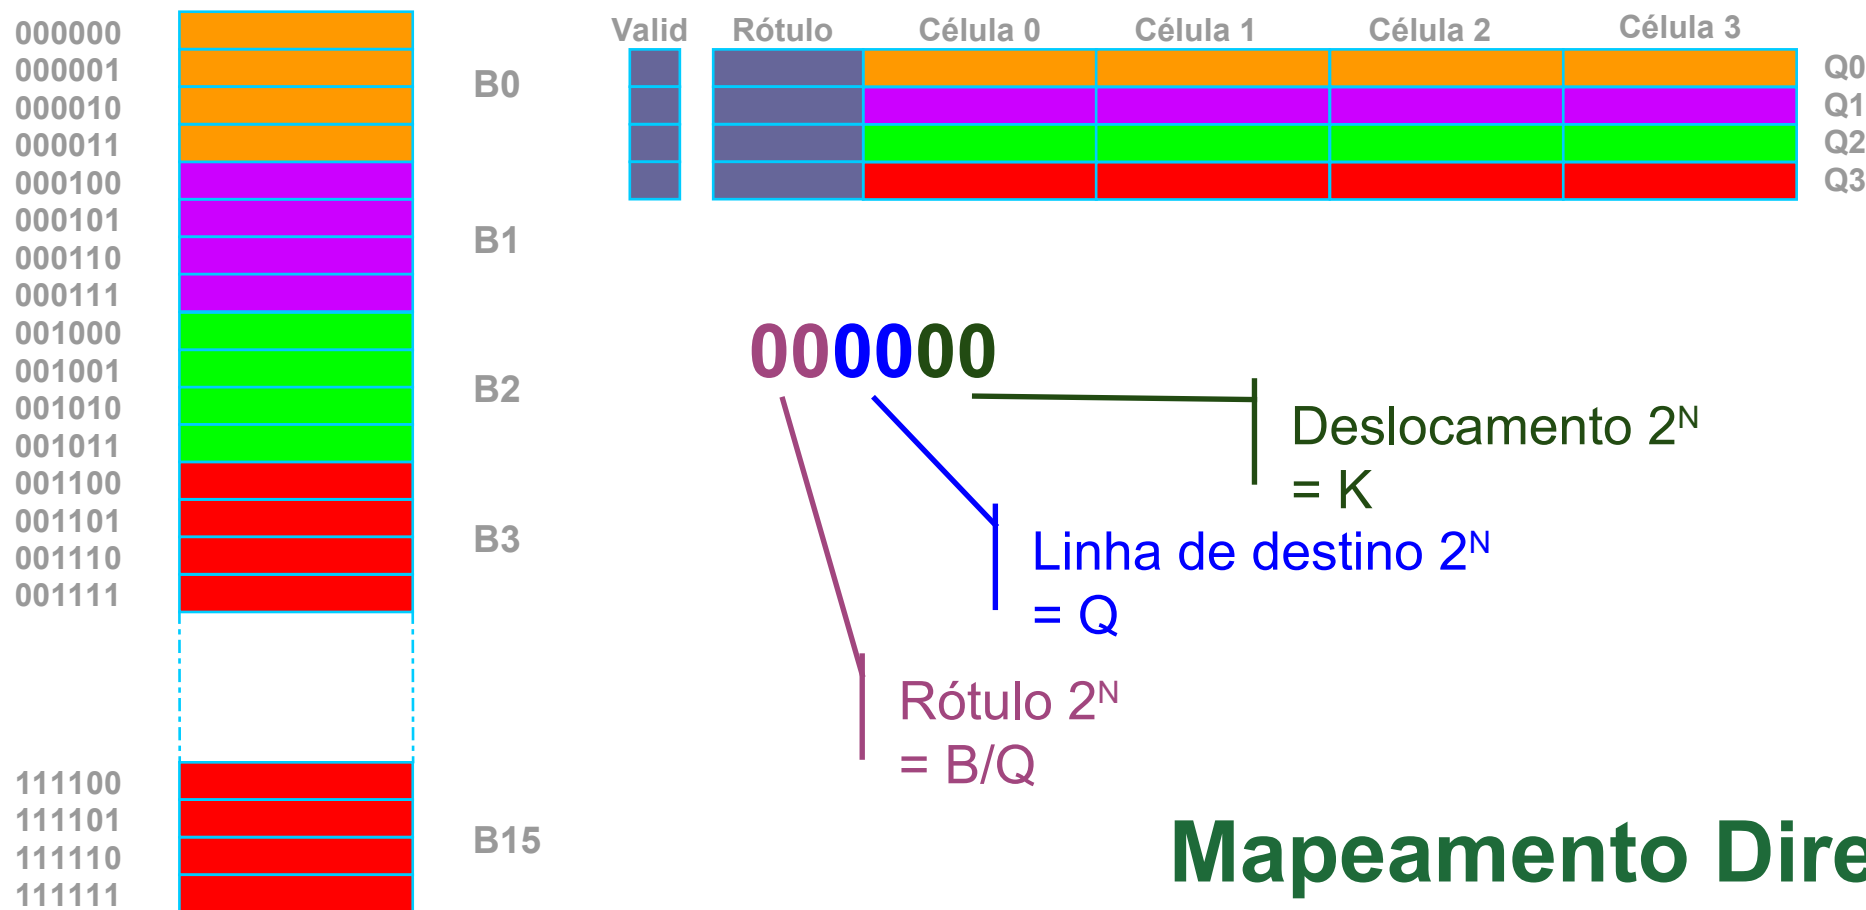 000000
000001
000010
000011
000100
000101
000110
000111
001000
001001
001010
001011
001100
001101
001110
001111
111100
111101
111110
111111
B0
B1
B2
B3
B15
Valid Rótulo Célula 0 Célula 1 Célula 2 Célula 3
Q0
Q1
Q2
Q3
000000
Deslocamento 2ᴺ
= K
Linha de destino 2ᴺ
= Q
Rótulo 2ᴺ
= B/Q
Mapeamento Dire